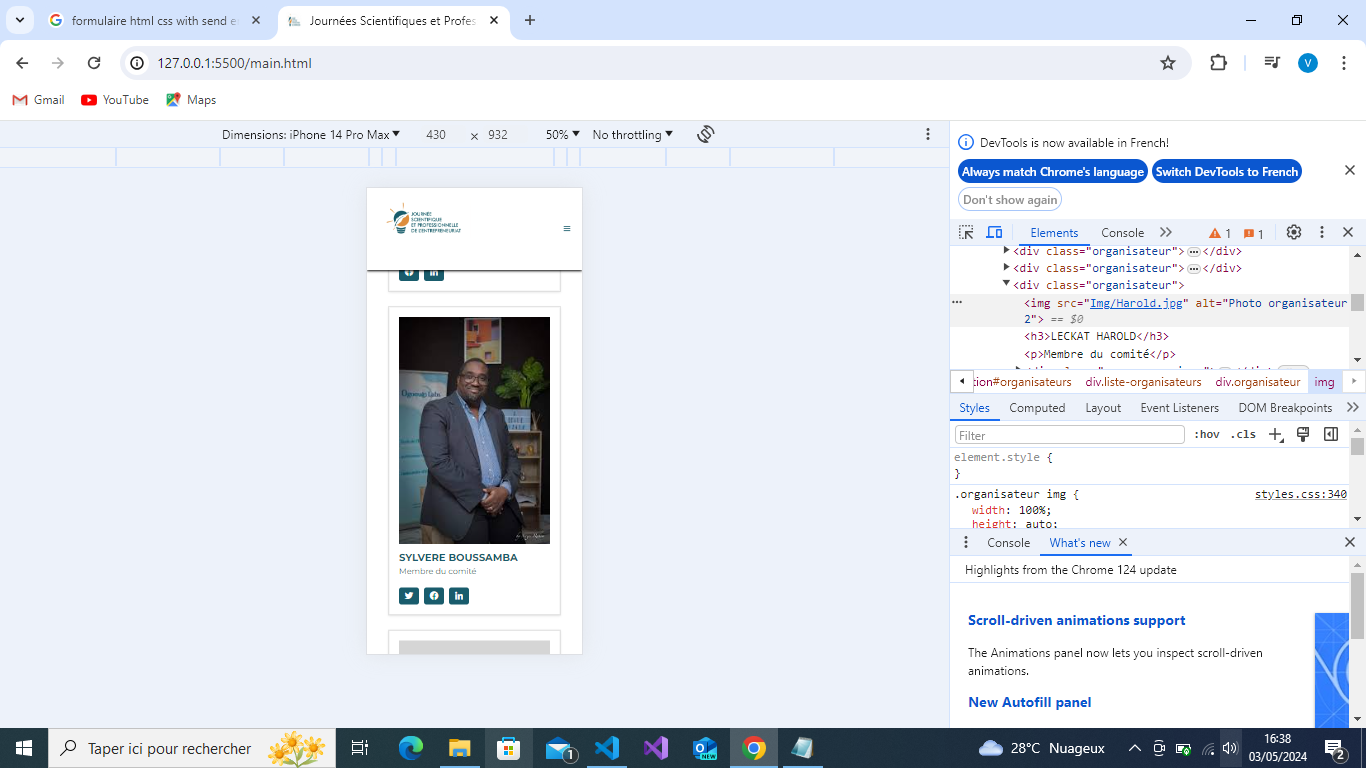 formulaire html css with send e
Journées Scientifiques et Profes
127.0.0.1:5500/main.html
V
Gmail
YouTube
Maps
Dimensions: iPhone 14 Pro Max
430
×
932
50%
No throttling
JOURNÉE
SCIENTIFIQUE
ET PROFESSIONNELLE
DE L'ENTREPRENEURIAT
SYLVERE BOUSSAMBA
Membre du comité
DevTools is now available in French!
Always match Chrome's language
Switch DevTools to French
Don't show again
Elements
Console
1
1
<div class="organisateur"> … </div>
<div class="organisateur"> … </div>
<div class="organisateur">
<img src="Img/Harold.jpg" alt="Photo organisateur
2"> == $0
<h3>LECKAT HAROLD</h3>
<p>Membre du comité</p>
tion#organisateurs
div.liste-organisateurs
div.organisateur
img
Styles
Computed
Layout
Event Listeners
DOM Breakpoints
Filter
:hov
.cls
element.style {
}
.organisateur img {
styles.css:340
width: 100%;
height: auto;
Console
What's new
Highlights from the Chrome 124 update
Scroll-driven animations support
The Animations panel now lets you inspect scroll-driven
animations.
New Autofill panel
Taper ici pour rechercher
1
NEW
28°C Nuageux
16:38
03/05/2024
2